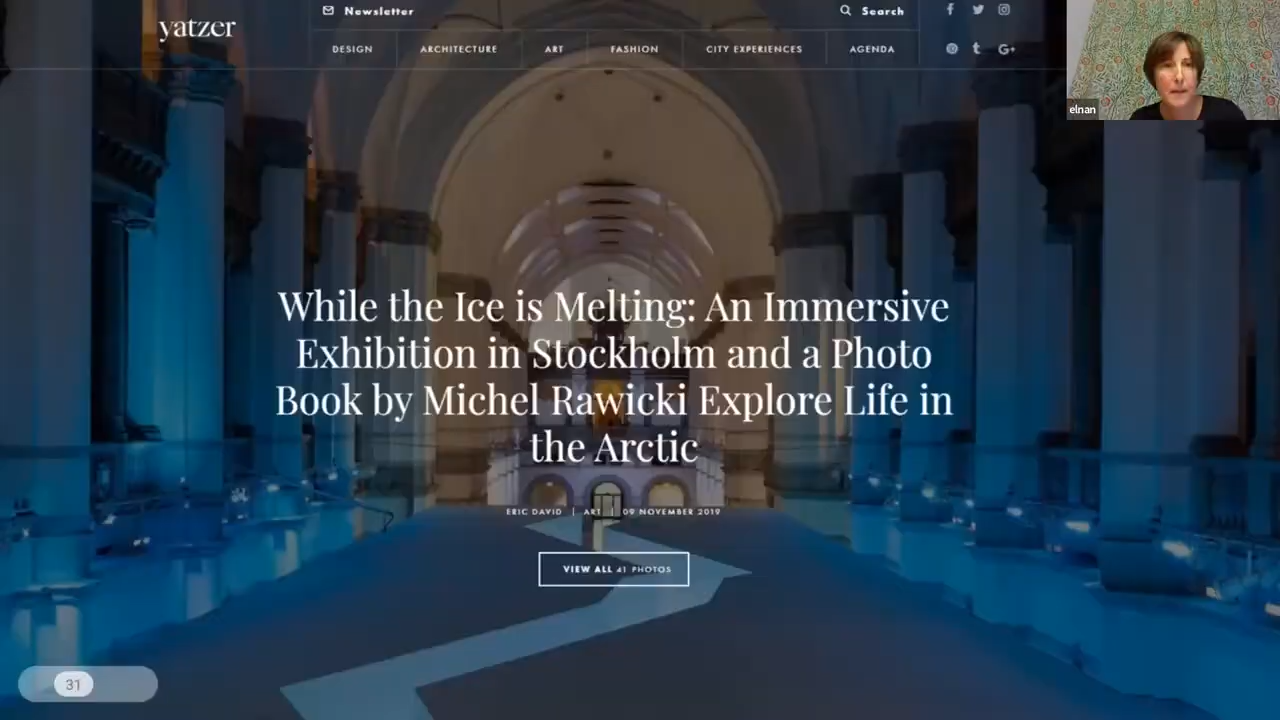 yatzer
Newsletter
Search
DESIGN
ARCHITECTURE
ART
FASHION
CITY EXPERIENCES
AGENDA
G+
elnan
While the Ice is Melting: An Immersive
Exhibition in Stockholm and a Photo
Book by Michel Rawicki Explore Life in
the Arctic
ERIC DAVID | ART | 09 NOVEMBER 2019
VIEW ALL 41 PHOTOS
31